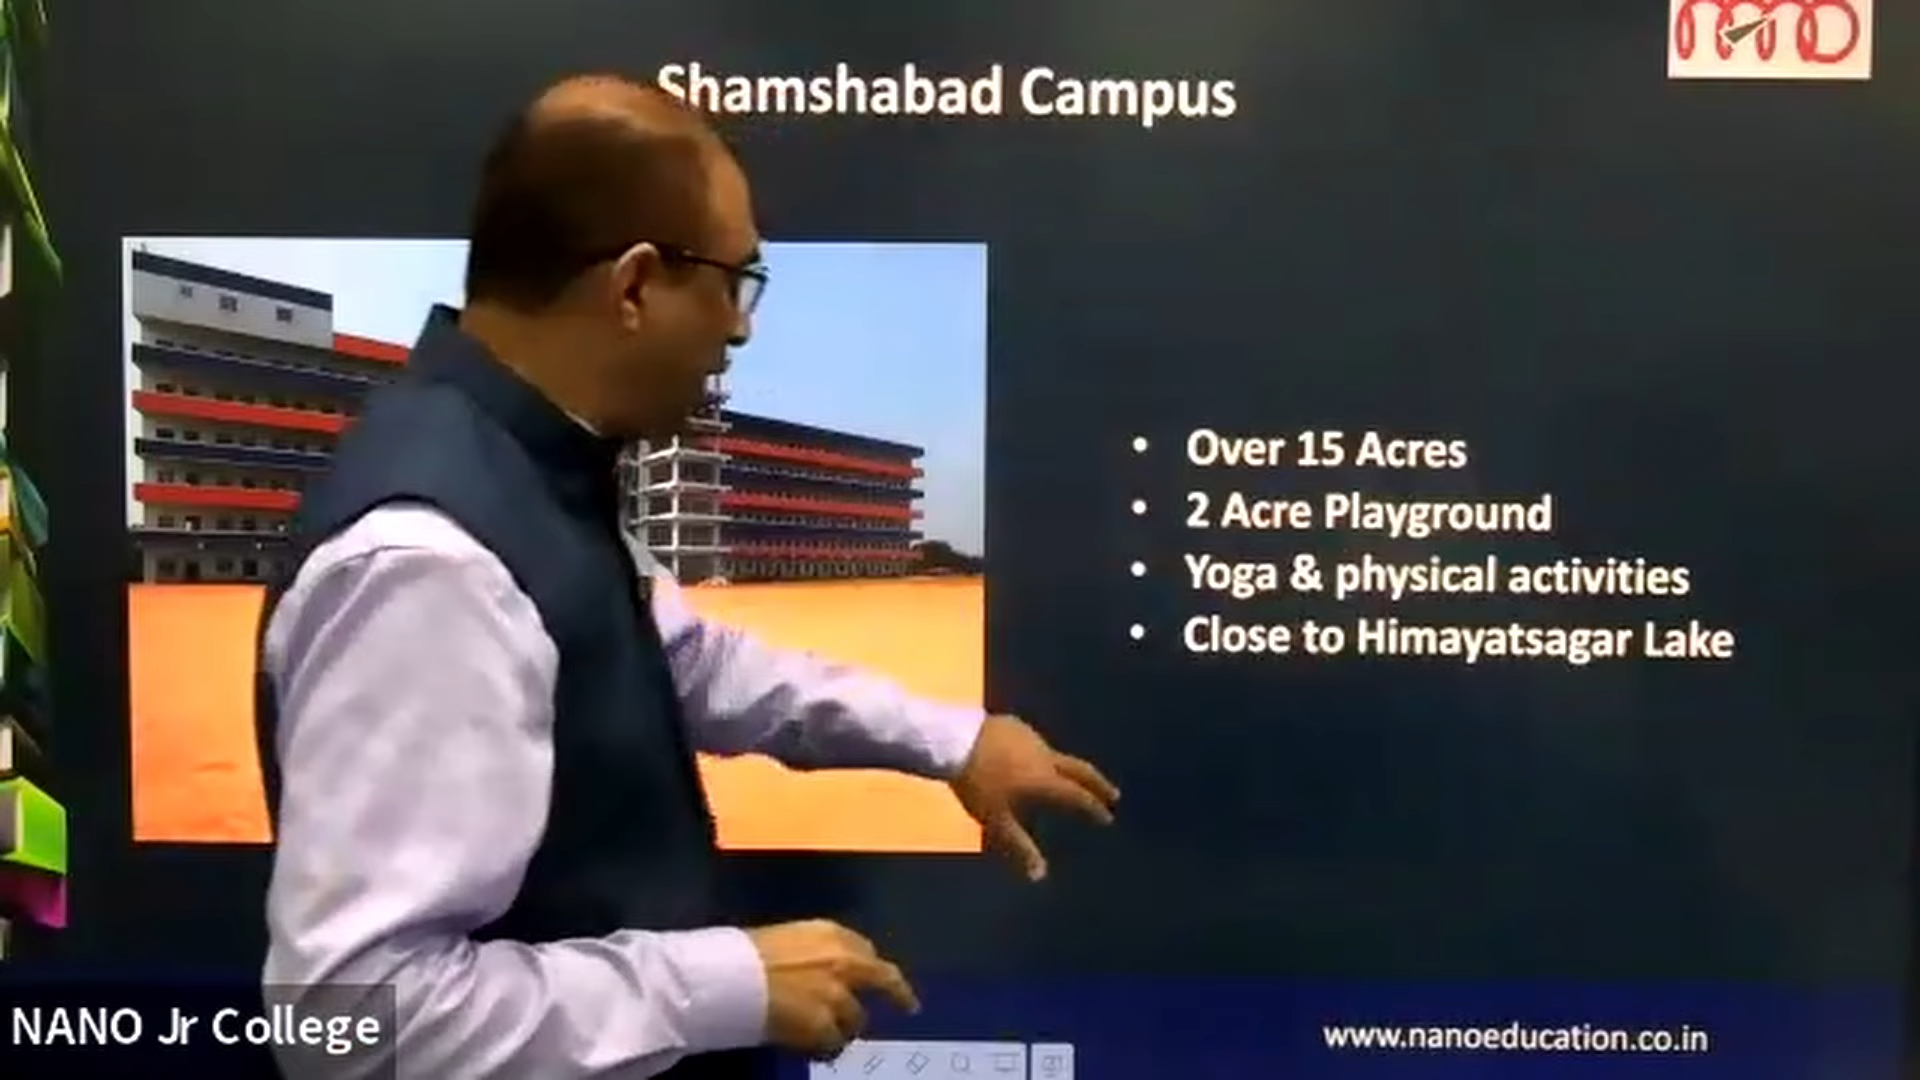 Shamshabad Campus
• Over 15 Acres
• 2 Acre Playground
• Yoga & physical activities
• Close to Himayatsagar Lake
NANO Jr College
www.nanoeducation.co.in